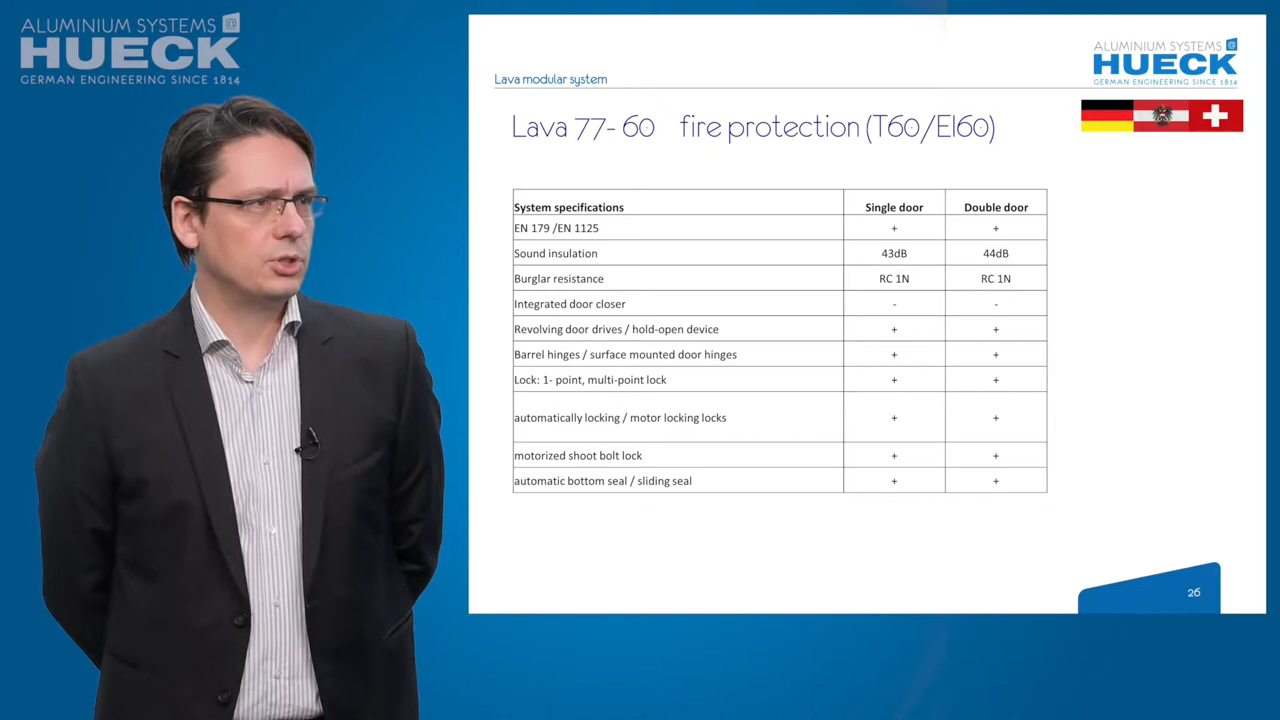 ALUMINIUM SYSTEMS
HUECK
GERMAN ENGINEERING SINCE 1814
ALUMINIUM SYSTEMS
HUECK
GERMAN ENGINEERING SINCE 1814
Lava modular system
Lava 77- 60 fire protection (T60/EI60)
System specifications Single door Double door
EN 179 /EN 1125 + +
Sound insulation 43dB 44dB
Burglar resistance RC 1N RC 1N
Integrated door closer - -
Revolving door drives / hold-open device + +
Barrel hinges / surface mounted door hinges + +
Lock: 1- point, multi-point lock + +
automatically locking / motor locking locks + +
motorized shoot bolt lock + +
automatic bottom seal / sliding seal + +
26